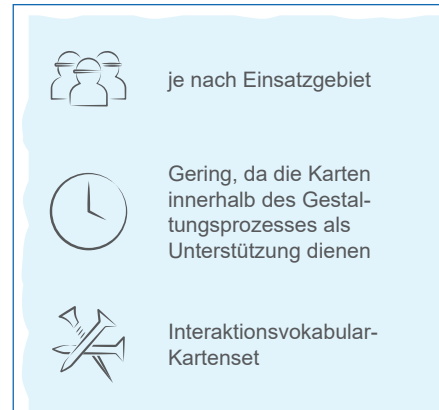 je nach Einsatzgebiet
Gering, da die Karten
innerhalb des Gestal-
tungsprozesses als
Unterstützung dienen
Interaktionsvokabular-
Kartenset